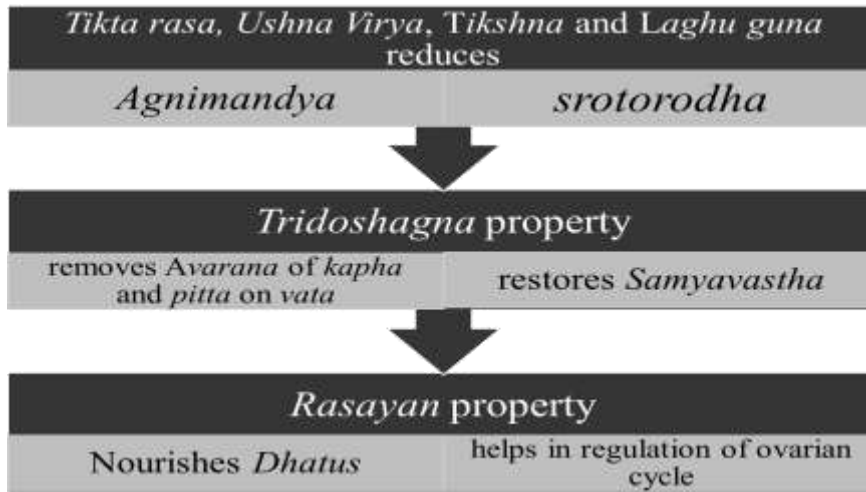 Tikta rasa, Ushna Virya, Tikshna and Laghu guna
reduces
Agnimandya
srotorodha
Tridoshagna property
removes Avarana of kapha
and pitta on vata
restores Samyavastha
Rasayan property
Nourishes Dhatus
helps in regulation of ovarian
cycle